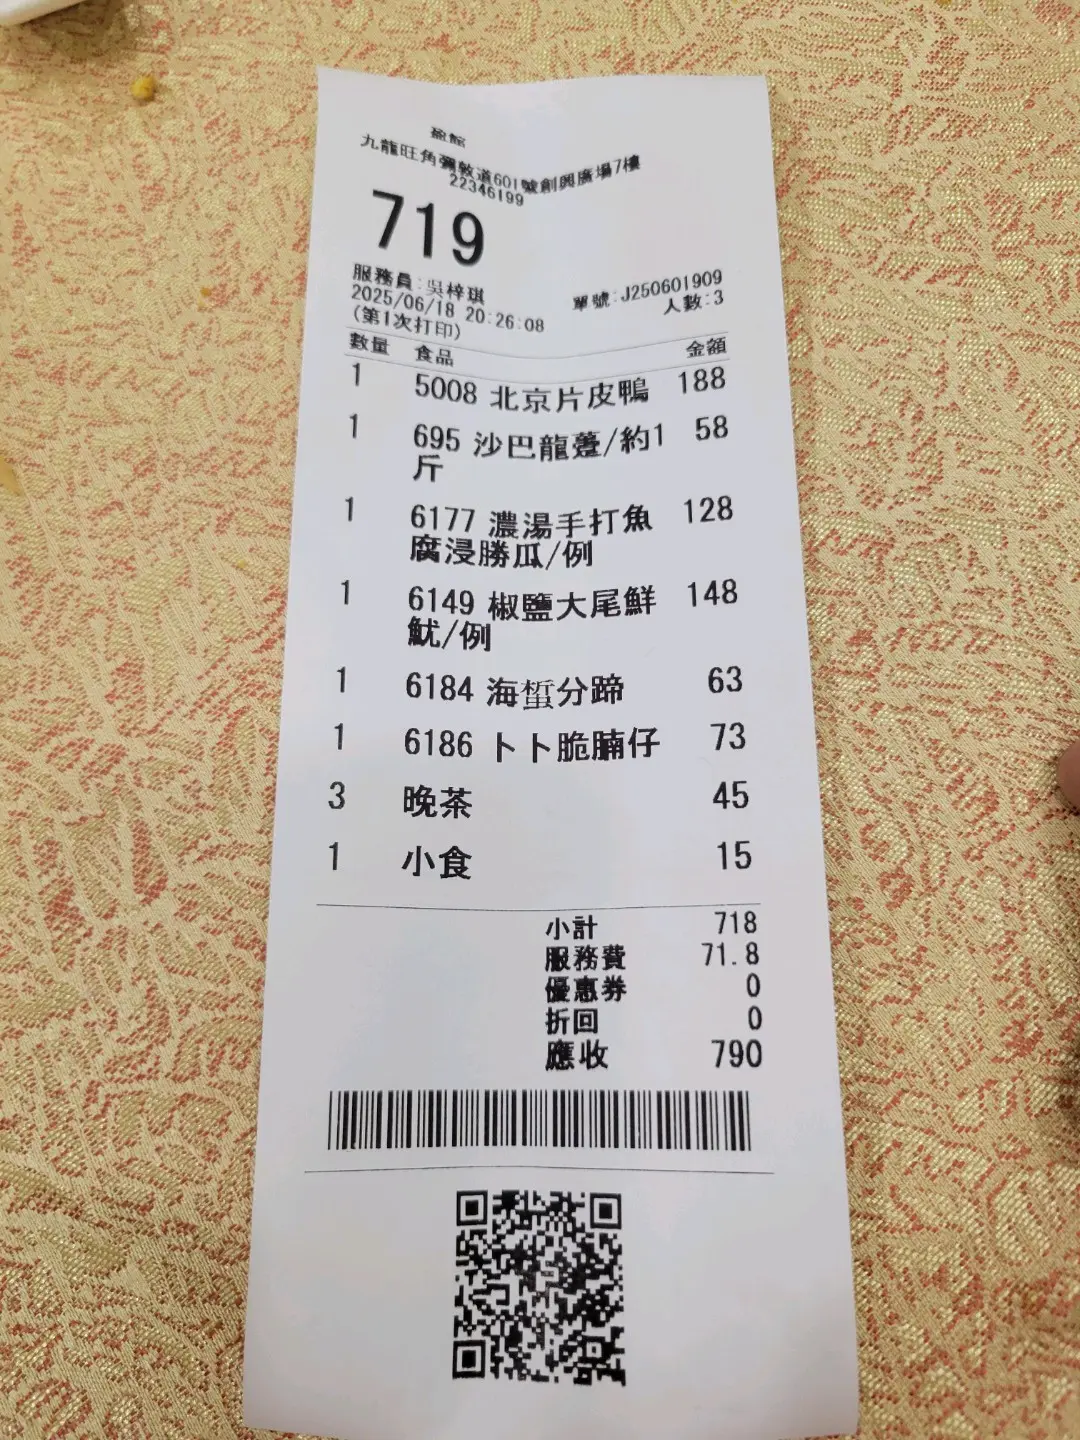 盈館
九龍旺角彌敦道601號創興廣場7樓
22346199
719
服務員:吳梓琪
單號:J250601909
2025/06/18 20:26:08
人數:3
(第1次打印)
數量 食品 金額
1 5008 北京片皮鴨 188
1 695 沙巴龍躉/約1 58
斤
1 6177 濃湯手打魚 128
腐浸勝瓜/例
1 6149 椒鹽大尾鮮 148
魷/例
1 6184 海蜇分蹄 63
1 6186 卜卜脆腩仔 73
3 晚茶 45
1 小食 15
小計 718
服務費 71.8
優惠券 0
折回 0
應收 790